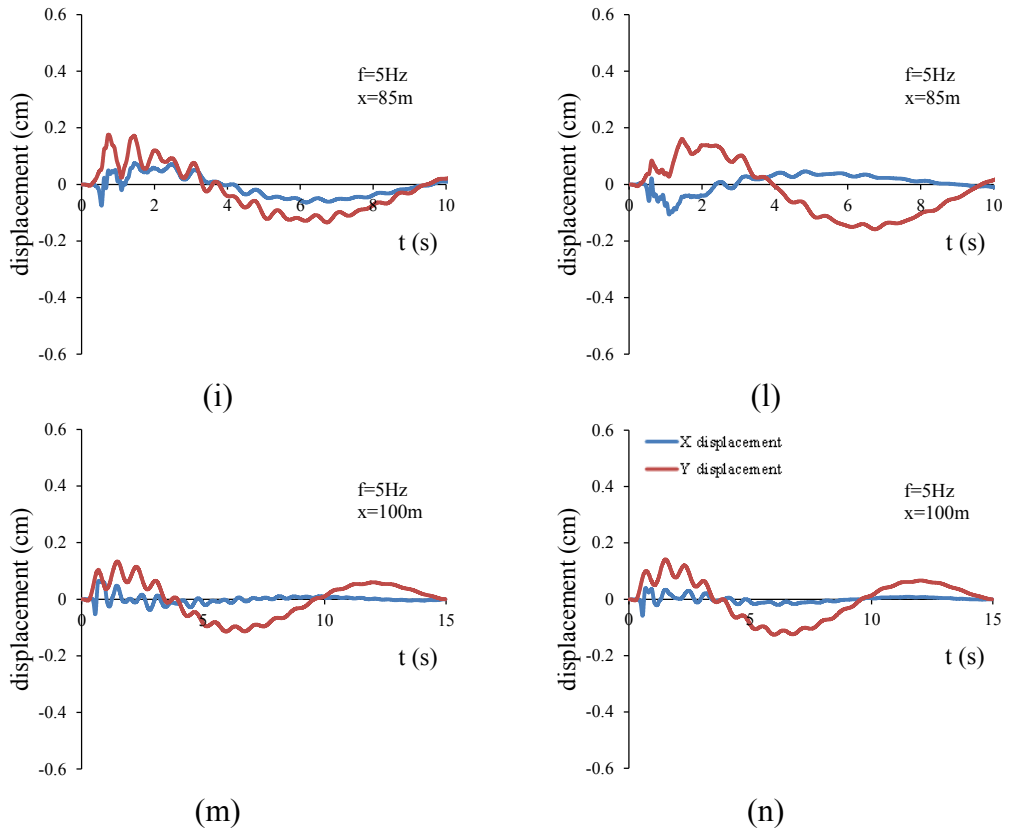 0.6
0.4
0.2
0
-0.2
-0.4
-0.6
displacement (cm)
f=5Hz
x=85m
0 2 4 6 8 10
t (s)
(i)
0.6
0.4
0.2
0
-0.2
-0.4
-0.6
displacement (cm)
f=5Hz
x=85m
0 2 4 6 8 10
t (s)
(l)
0.6
0.4
0.2
0
-0.2
-0.4
-0.6
displacement (cm)
f=5Hz
x=100m
0 5 10 15
t (s)
(m)
0.6
0.4
0.2
0
-0.2
-0.4
-0.6
displacement (cm)
X displacement
Y displacement
f=5Hz
x=100m
0 5 10 15
t (s)
(n)